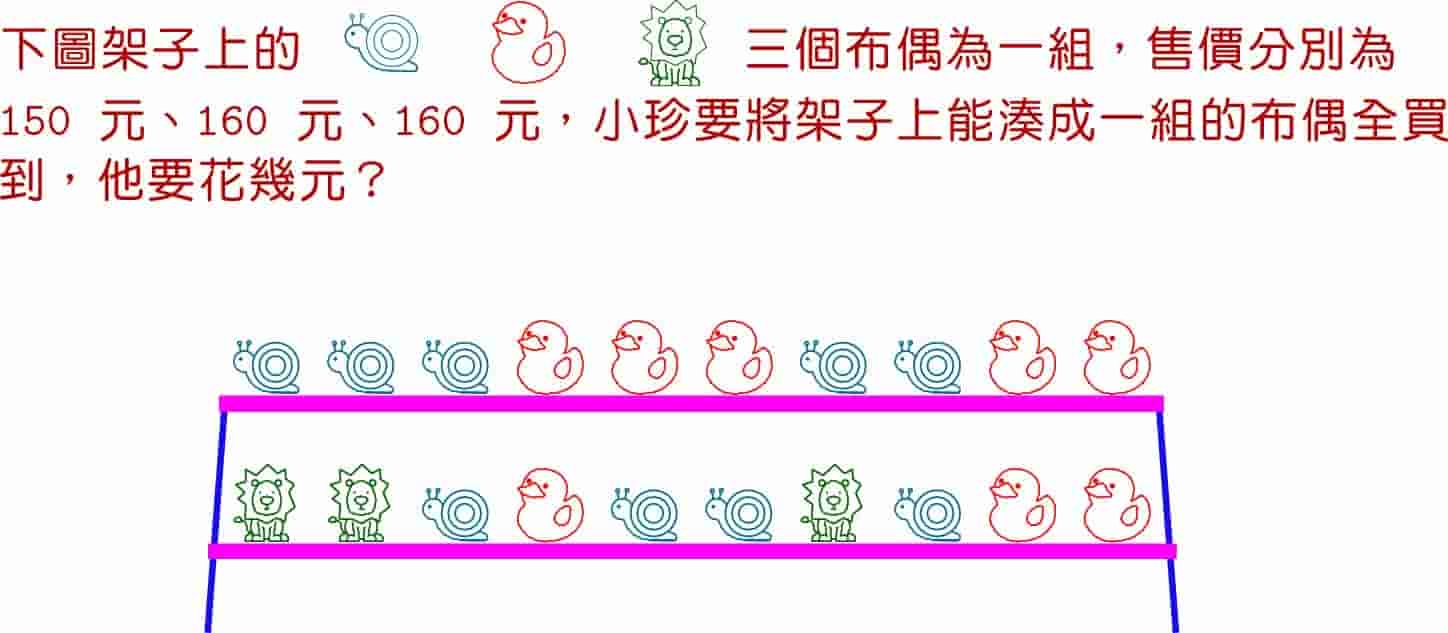 下圖架子上的 三個布偶為一組，售價分別為
150 元、160 元、160 元，小珍要將架子上能湊成一組的布偶全買
到，他要花幾元？